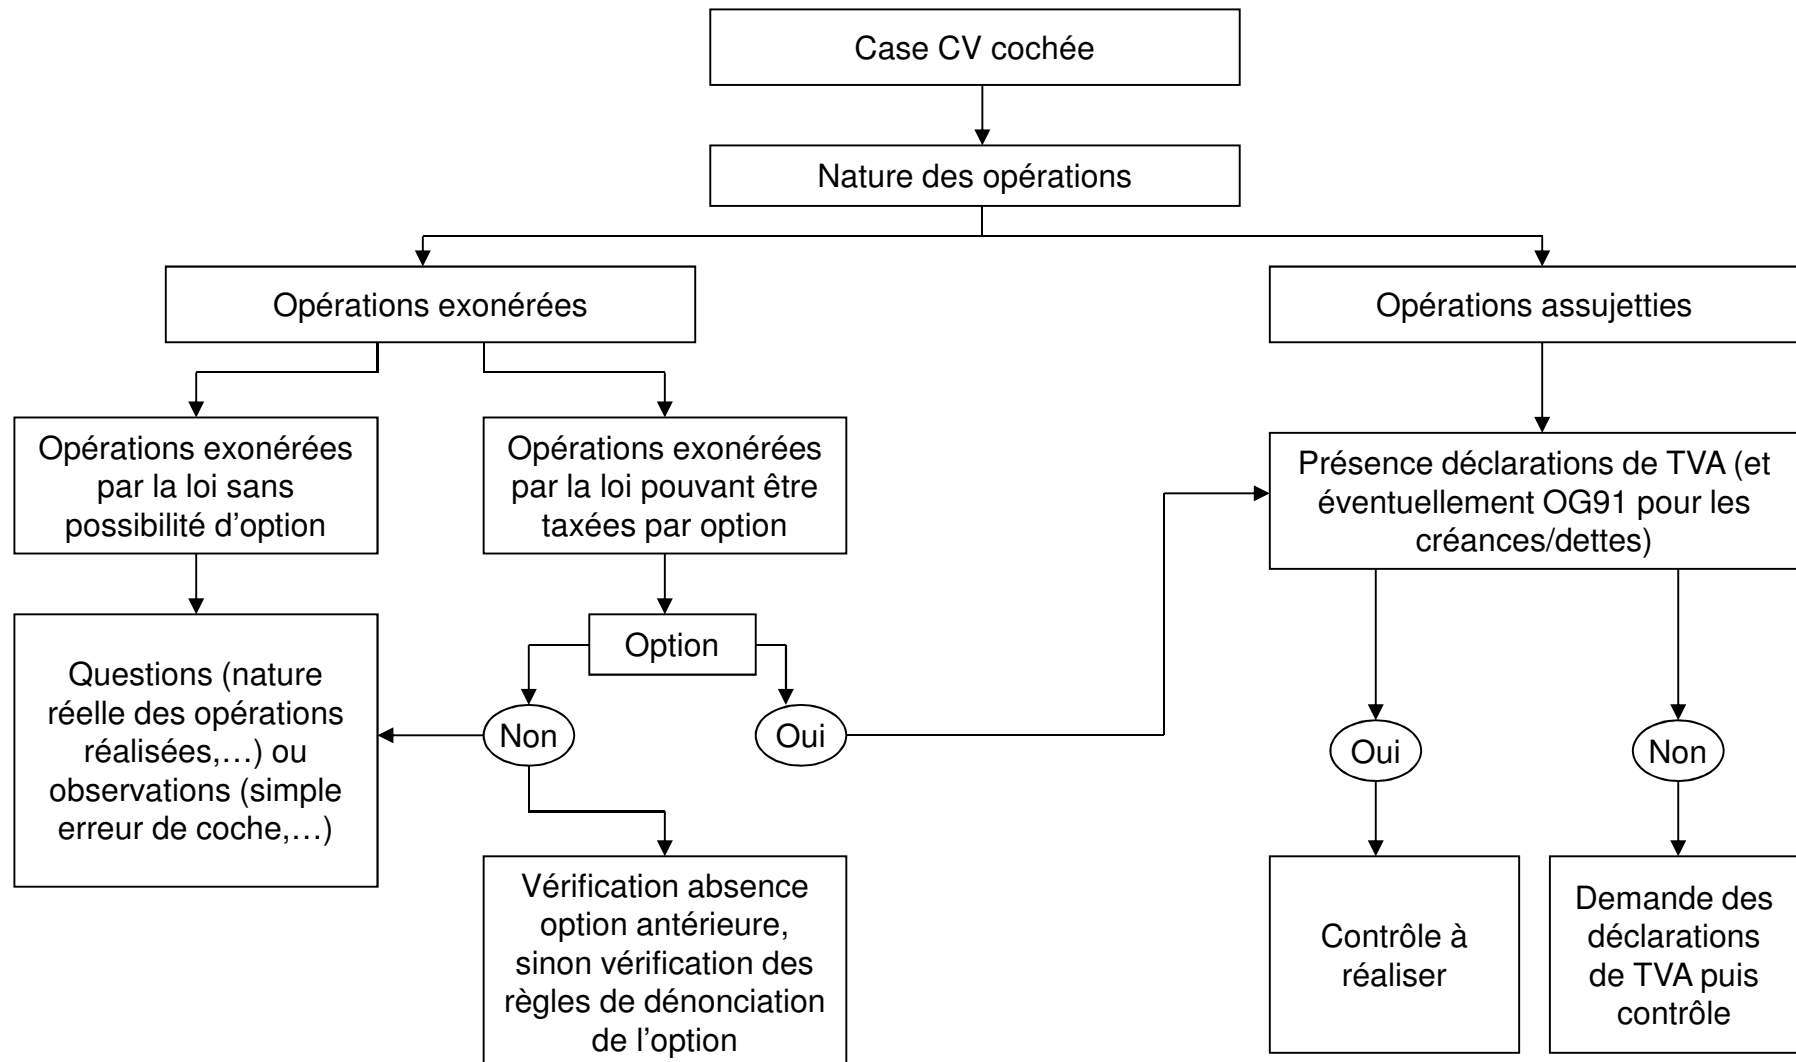 Case CV cochée
Nature des opérations
Opérations exonérées
Opérations assujetties
Opérations exonérées
par la loi sans
possibilité d’option
Opérations exonérées
par la loi pouvant être
taxées par option
Présence déclarations de TVA (et
éventuellement OG91 pour les
créances/dettes)
Questions (nature
réelle des opérations
réalisées,…) ou
observations (simple
erreur de coche,…)
Option
Non
Oui
Oui
Non
Vérification absence
option antérieure,
sinon vérification des
règles de dénonciation
de l’option
Contrôle à
réaliser
Demande des
déclarations
de TVA puis
contrôle